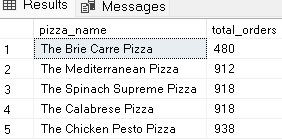 Results Messages
pizza_name total_orders
1 The Brie Carre Pizza 480
2 The Mediterranean Pizza 912
3 The Spinach Supreme Pizza 918
4 The Calabrese Pizza 918
5 The Chicken Pesto Pizza 938